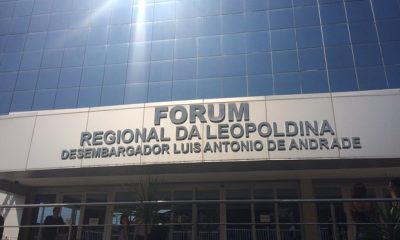 FORUM
REGIONAL DA LEOPOLDINA
DESEMBARGADOR LUIS ANTONIO DE ANDRADE